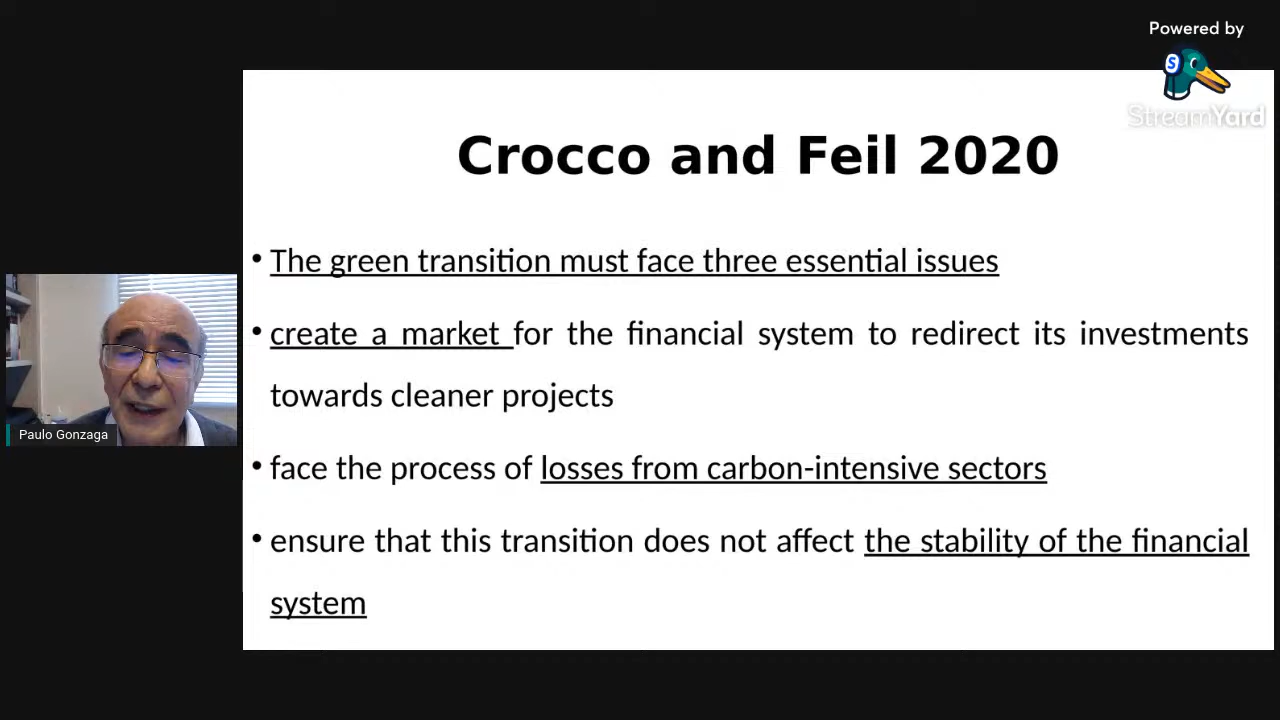 Powered by
StreamYard
Crocco and Feil 2020
• The green transition must face three essential issues
• create a market for the financial system to redirect its investments
towards cleaner projects
• face the process of losses from carbon-intensive sectors
• ensure that this transition does not affect the stability of the financial
system
Paulo Gonzaga